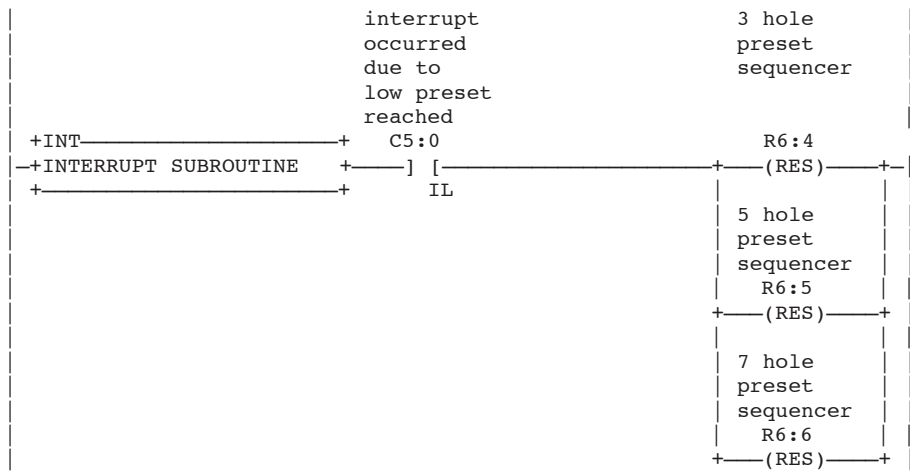 interrupt 3 hole
occurred preset
due to sequencer
low preset
reached
+INT————————————————————+ C5:0 R6:4
—+INTERRUPT SUBROUTINE +————] [—————————————————————+———(RES)————+—
+———————————————————————+ IL
5 hole
preset
sequencer
R6:5
+———(RES)————+
7 hole
preset
sequencer
R6:6
+———(RES)————+